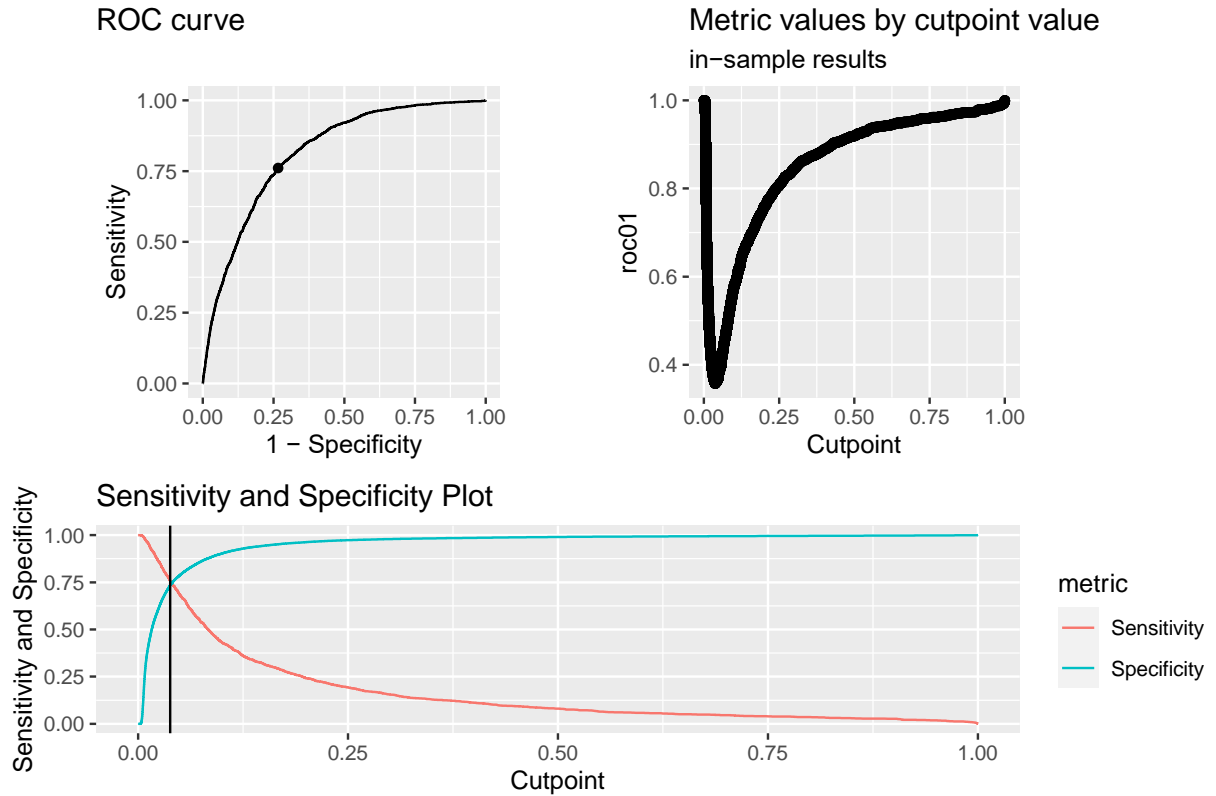 ROC curve
1.00
0.75
0.50
0.25
0.00
Sensitivity
0.00 0.25 0.50 0.75 1.00
1 − Specificity
Metric values by cutpoint value
in−sample results
1.0
0.8
0.6
0.4
roc01
0.00 0.25 0.50 0.75 1.00
Cutpoint
Sensitivity and Specificity Plot
1.00
0.75
0.50
0.25
0.00
Sensitivity and Specificity
0.00 0.25 0.50 0.75 1.00
Cutpoint
metric
Sensitivity
Specificity